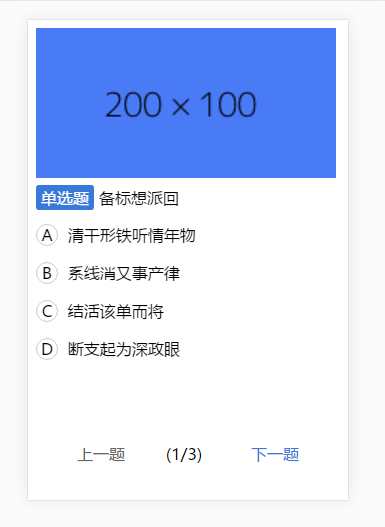 200 × 100
单选题 备标想派回
A 清干形铁听情年物
B 系线消又事产律
C 结活该单而将
D 断支起为深政眼
上一题 (1/3) 下一题